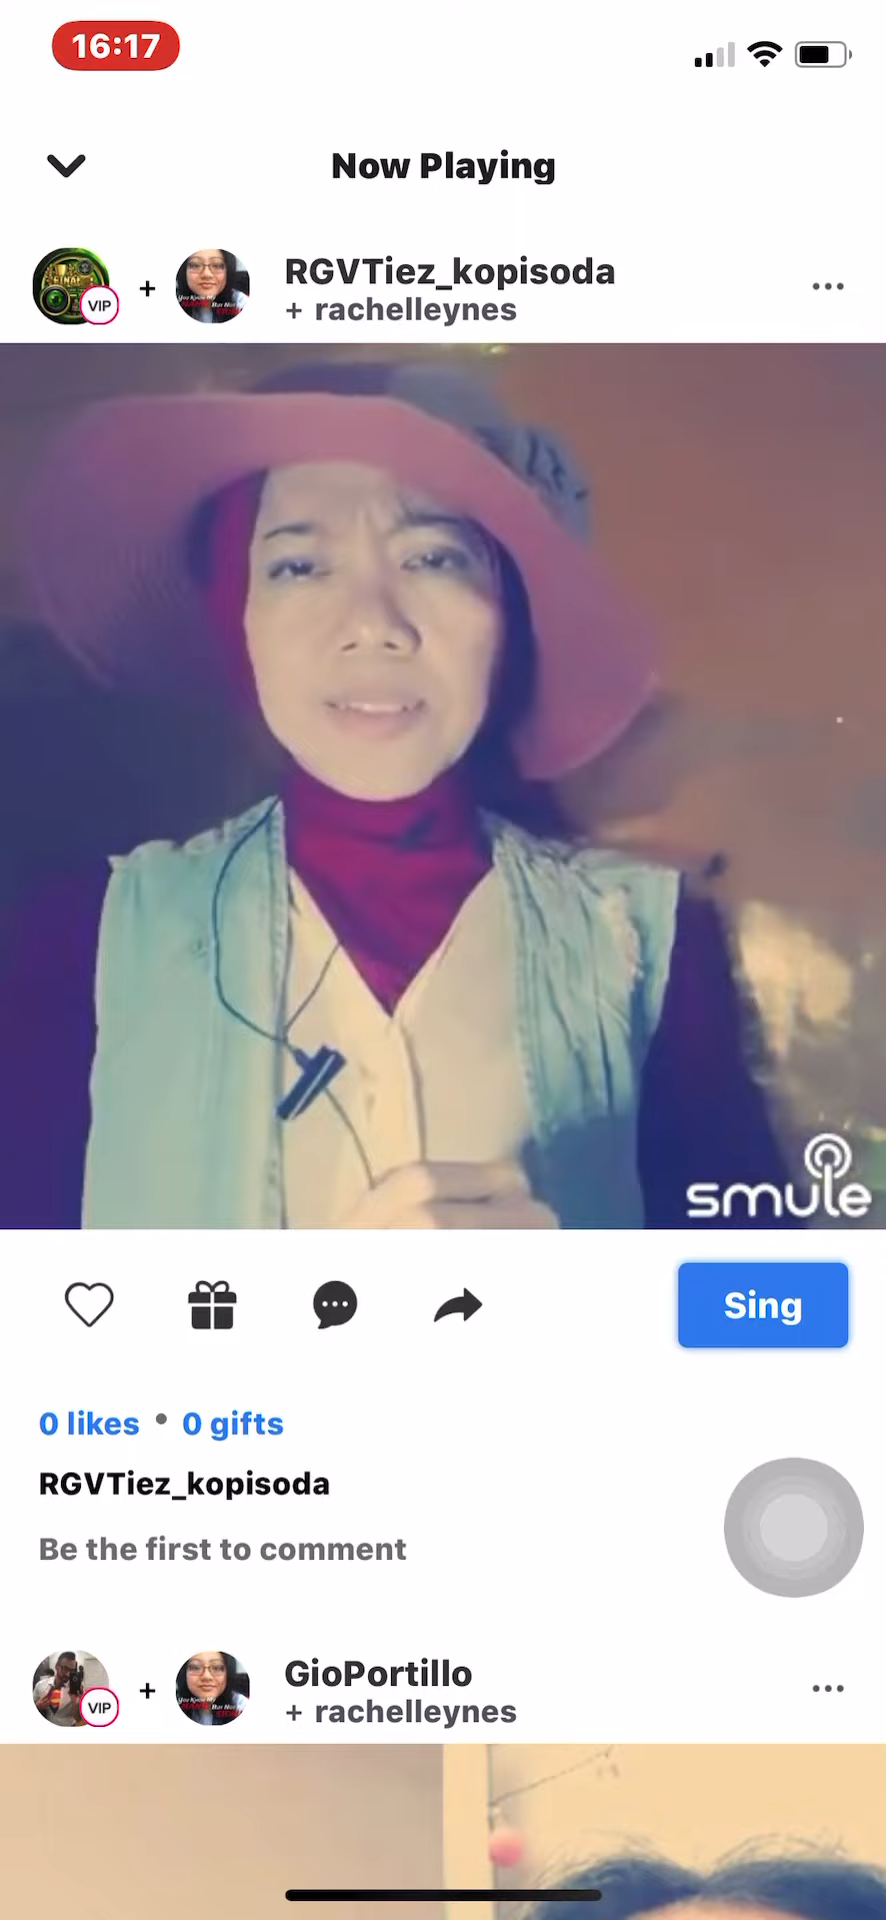 16:17
Now Playing
VIP
+
RGVTiez_kopisoda
+ rachelleynes
smule
Sing
0 likes • 0 gifts
RGVTiez_kopisoda
Be the first to comment
VIP
+
GioPortillo
+ rachelleynes